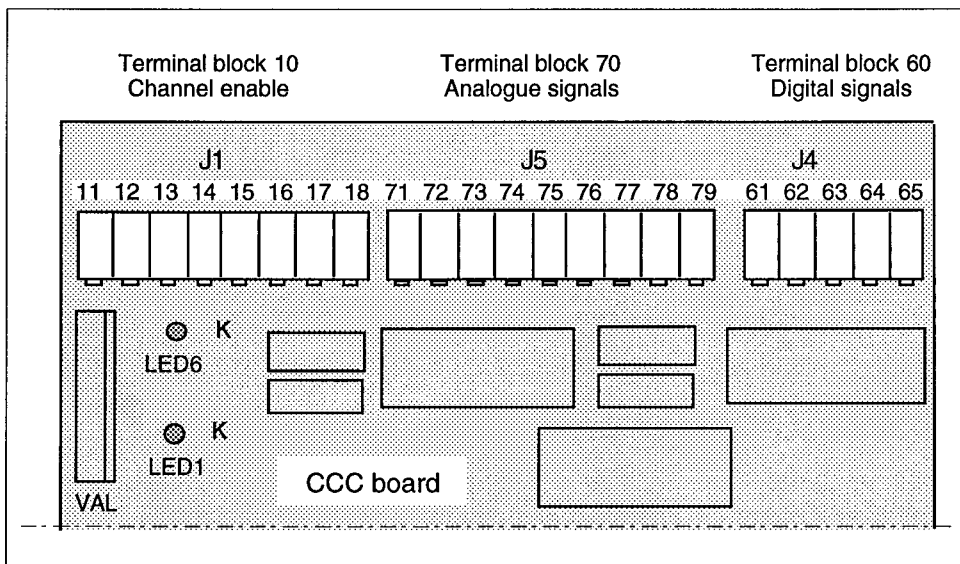 Terminal block 10 Terminal block 70 Terminal block 60
Channel enable Analogue signals Digital signals
J1 J5 J4
11 12 13 14 15 16 17 18 71 72 73 74 75 76 77 78 79 61 62 63 64 65
K
LED6
K
LED1
CCC board
VAL